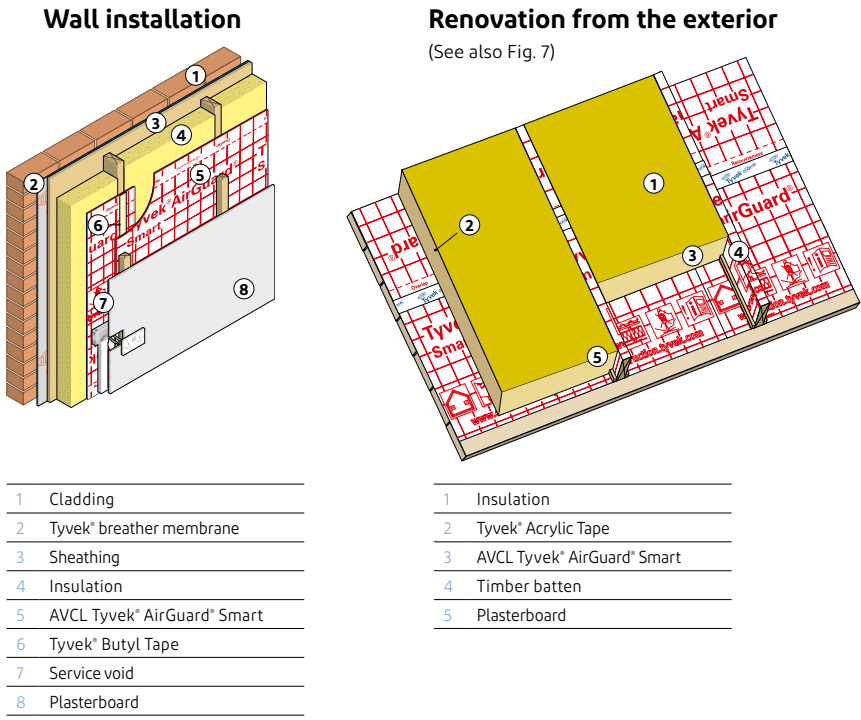 Wall installation
1
3
4
2
5
Tyvek® AirGuard®
Smart
6
7
8
1 Cladding
2 Tyvek® breather membrane
3 Sheathing
4 Insulation
5 AVCL Tyvek® AirGuard® Smart
6 Tyvek® Butyl Tape
7 Service void
8 Plasterboard
Renovation from the exterior
(See also Fig. 7)
Smart
Tyvek®
Recouvrement
1
2
3
4
5
Overlap
1 Insulation
2 Tyvek® Acrylic Tape
3 AVCL Tyvek® AirGuard® Smart
4 Timber batten
5 Plasterboard